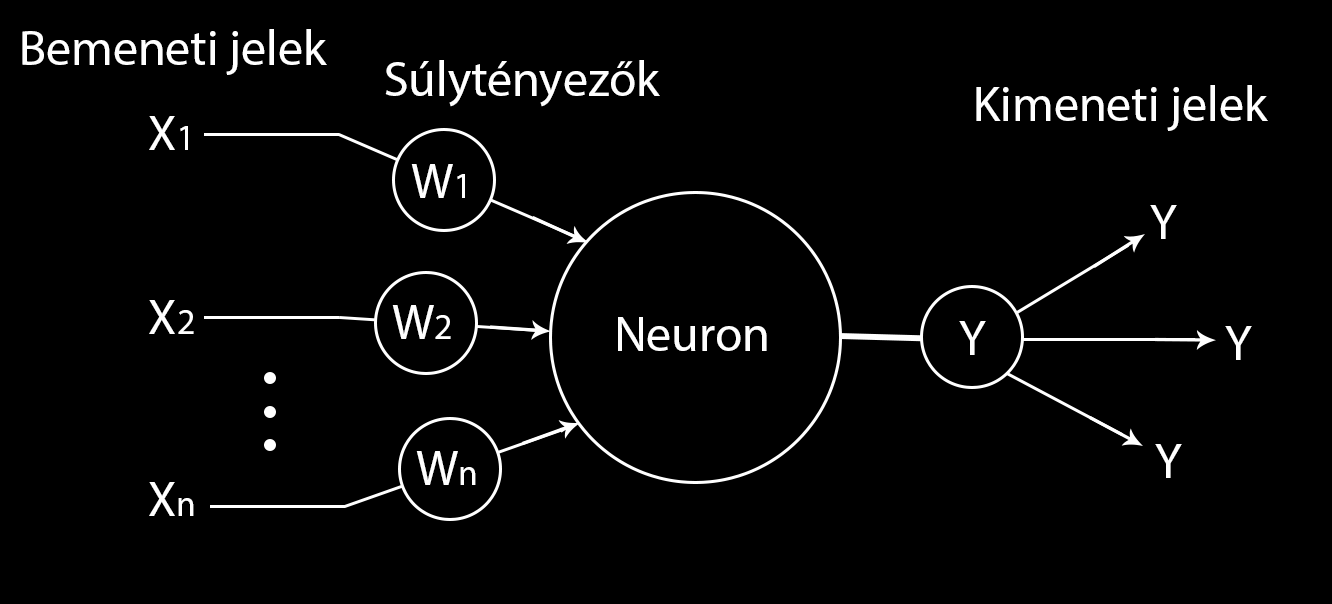 Bemeneti jelek
Súlytényezők
Kimeneti jelek
X1
W1
X2
W2
Xn
Wn
Neuron
Y
Y
Y
Y